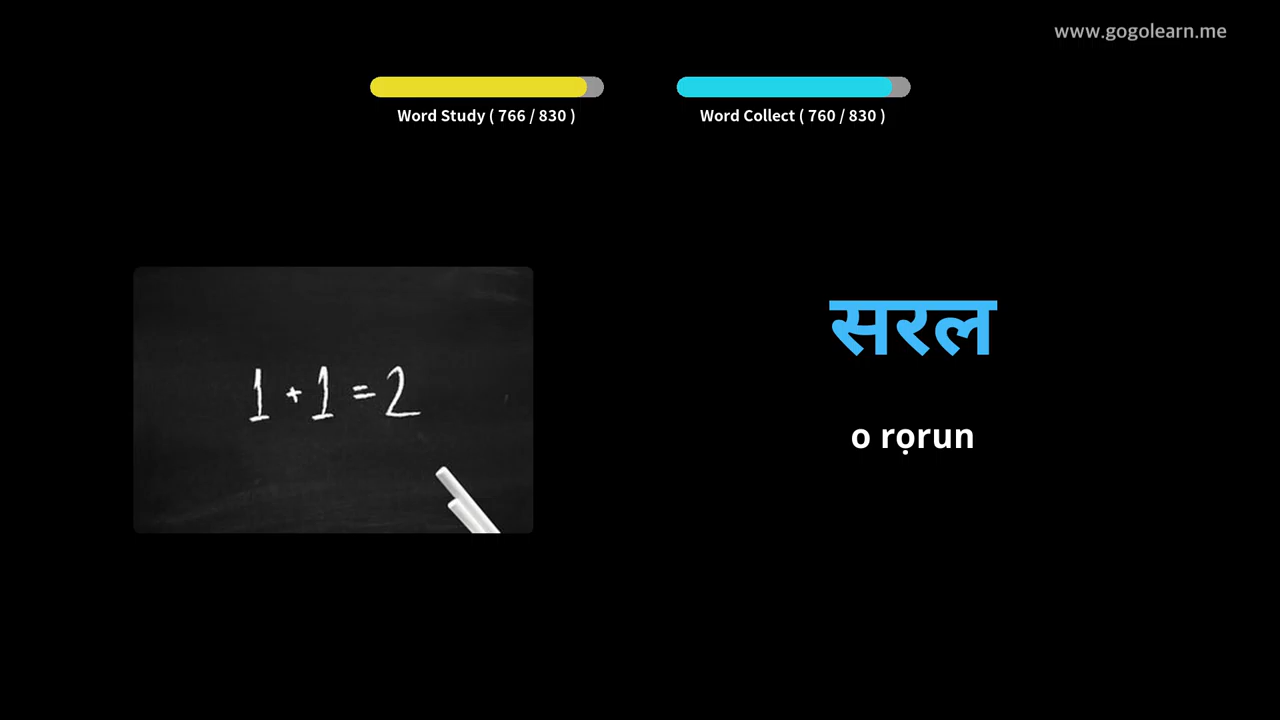 www.gogolearn.me
Word Study ( 766 / 830 )
Word Collect ( 760 / 830 )
1 + 1 = 2
सरल
o rọrun